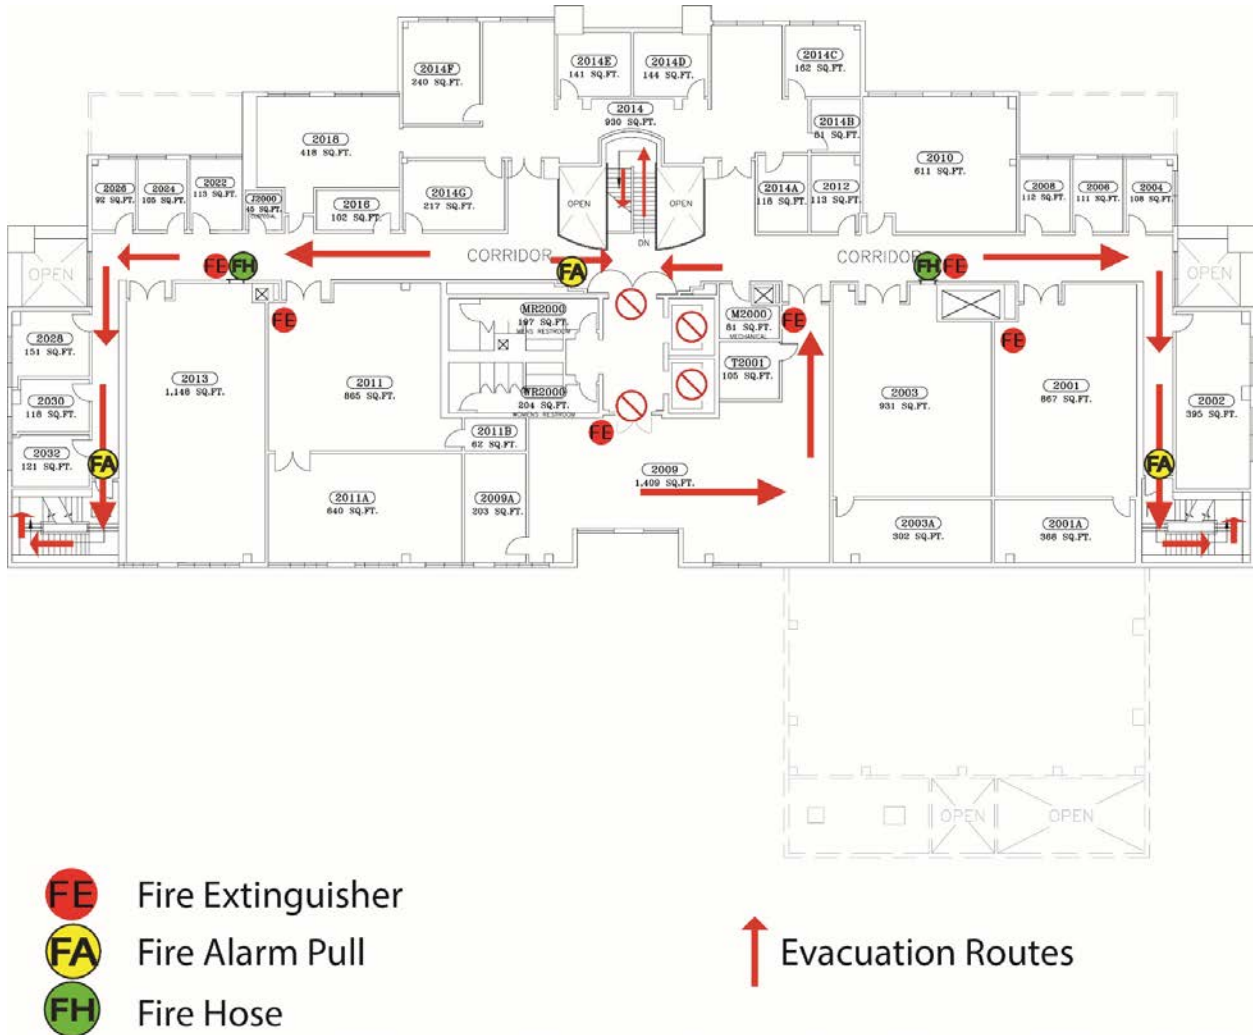 2014F
240 SQ.FT.
2014E
141 SQ.FT.
2014D
144 SQ.FT.
2014C
162 SQ.FT.
2014
930 SQ.FT.
2014B
81 SQ.FT.
2018
418 SQ.FT.
2010
611 SQ.FT.
2026
92 SQ.FT.
2024
105 SQ.FT.
2022
113 SQ.FT.
J2000
45 SQ.FT.
CUSTODIAL
2016
102 SQ.FT.
2014G
217 SQ.FT.
OPEN
OPEN
DN
2014A
118 SQ.FT.
2012
113 SQ.FT.
2008
112 SQ.FT.
2006
111 SQ.FT.
2004
108 SQ.FT.
OPEN
FE
FH
CORRIDOR
FA
CORRIDOR
FH
FE
OPEN
2028
151 SQ.FT.
2030
118 SQ.FT.
2032
121 SQ.FT.
FA
2013
1,146 SQ.FT.
FE
2011
865 SQ.FT.
MR2000
197 SQ.FT.
MENS RESTROOM
WR2000
204 SQ.FT.
WOMENS RESTROOM
M2000
81 SQ.FT.
MECHANICAL
T2001
105 SQ.FT.
FE
2003
931 SQ.FT.
FE
2001
867 SQ.FT.
2002
395 SQ.FT.
FA
2011B
62 SQ.FT.
FE
2009
1,409 SQ.FT.
2011A
640 SQ.FT.
2009A
203 SQ.FT.
2003A
302 SQ.FT.
2001A
368 SQ.FT.
OPEN
OPEN
FE Fire Extinguisher
FA Fire Alarm Pull
FH Fire Hose
Evacuation Routes